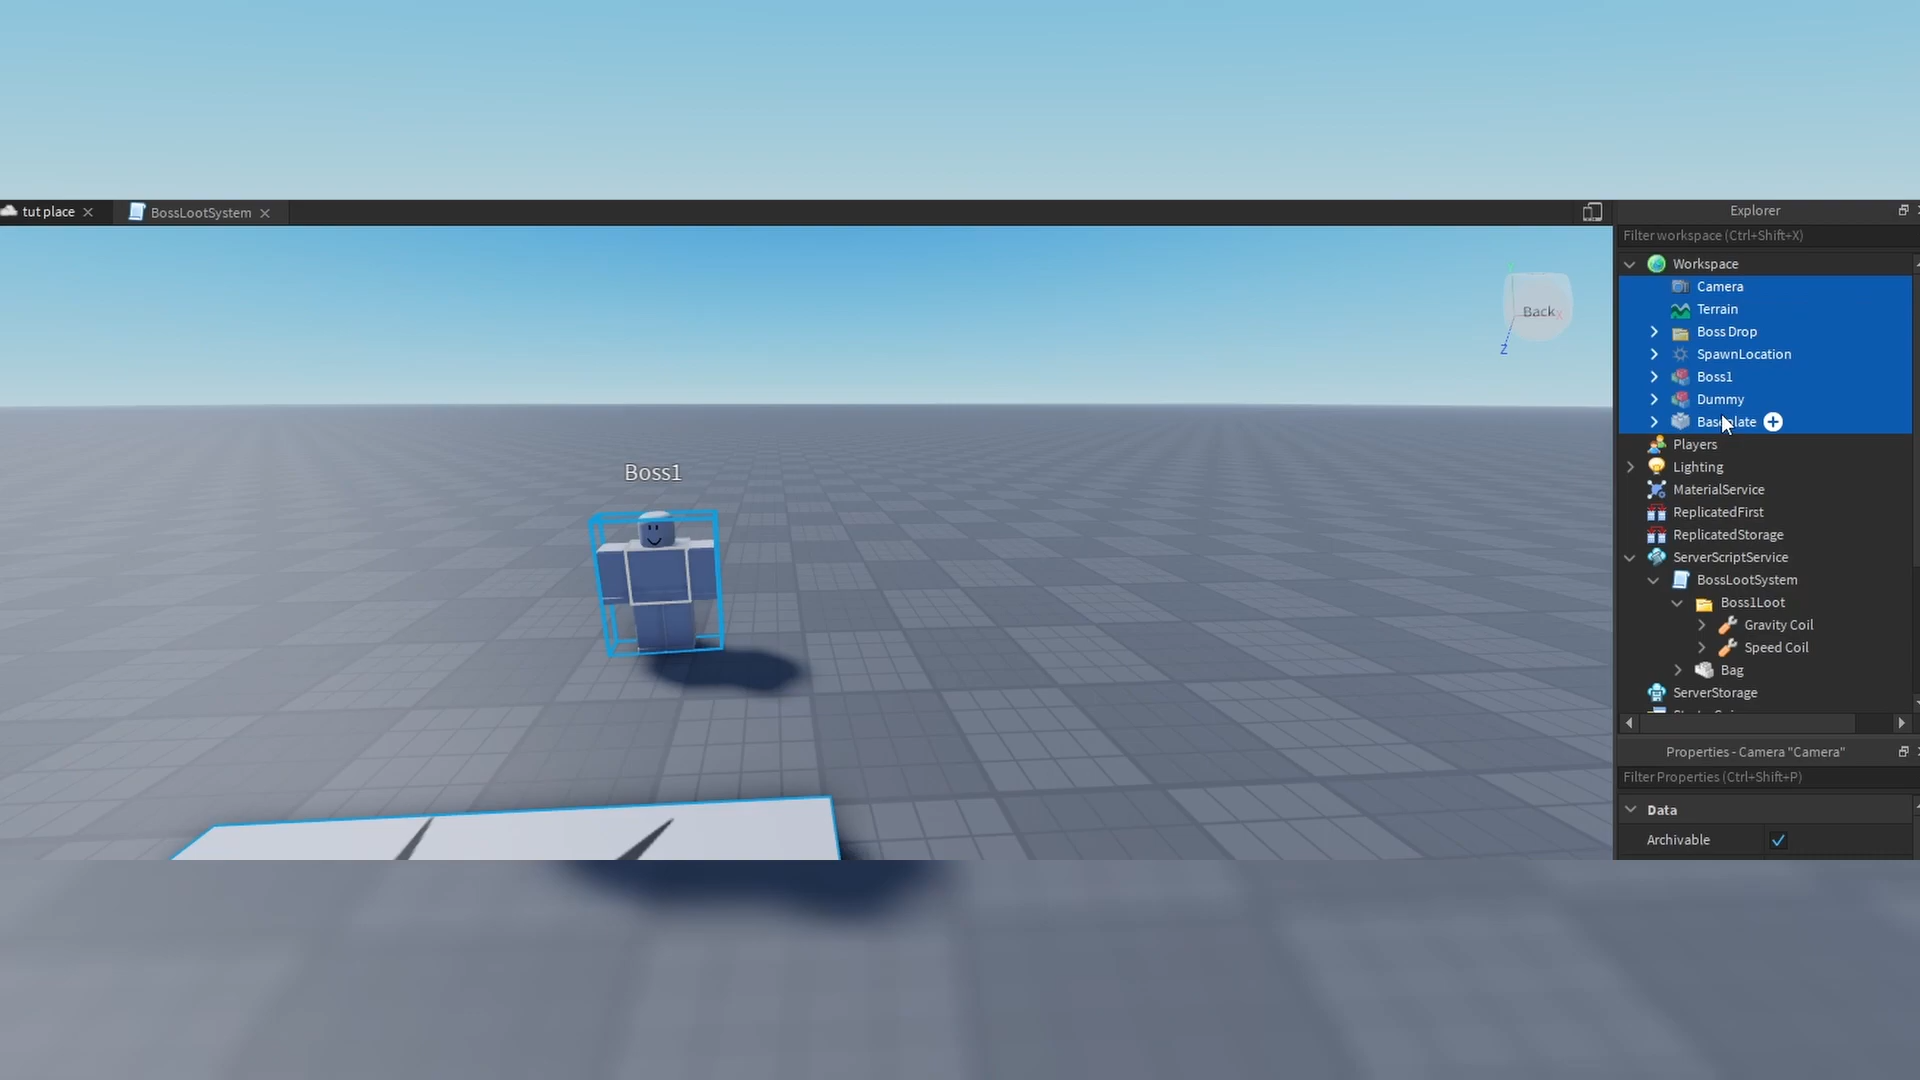 tut place
BossLootSystem
Explorer
Filter workspace (Ctrl+Shift+X)
Workspace
Camera
Terrain
Boss Drop
SpawnLocation
Boss1
Dummy
Baseplate
Players
Lighting
MaterialService
ReplicatedFirst
ReplicatedStorage
ServerScriptService
BossLootSystem
Boss1Loot
Gravity Coil
Speed Coil
Bag
ServerStorage
Properties - Camera "Camera"
Filter Properties (Ctrl+Shift+P)
Data
Archivable
Back
X
Z
Boss1